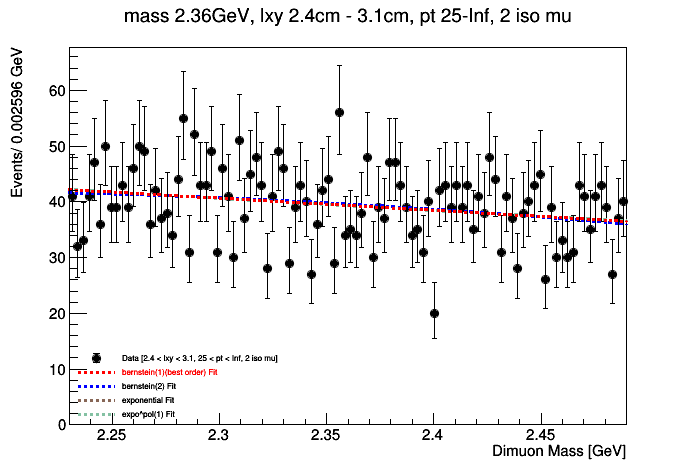 mass 2.36GeV, lxy 2.4cm - 3.1cm, pt 25-Inf, 2 iso mu
Events/ 0.002596 GeV
60
50
40
30
20
10
0
Data [2.4 < lxy < 3.1, 25 < pt < Inf, 2 iso mu]
bernstein(1)(best order) Fit
bernstein(2) Fit
exponential Fit
expo*pol(1) Fit
2.25 2.3 2.35 2.4 2.45
Dimuon Mass [GeV]